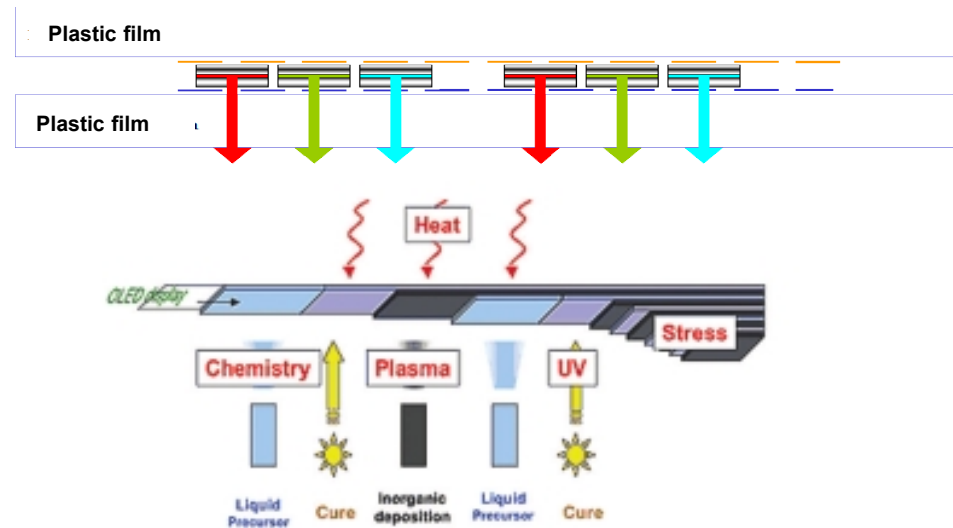 Plastic film
Plastic film
Heat
OLED display
Stress
Chemistry
Plasma
UV
Liquid
Precursor
Cure
Inorganic
deposition
Liquid
Precursor
Cure